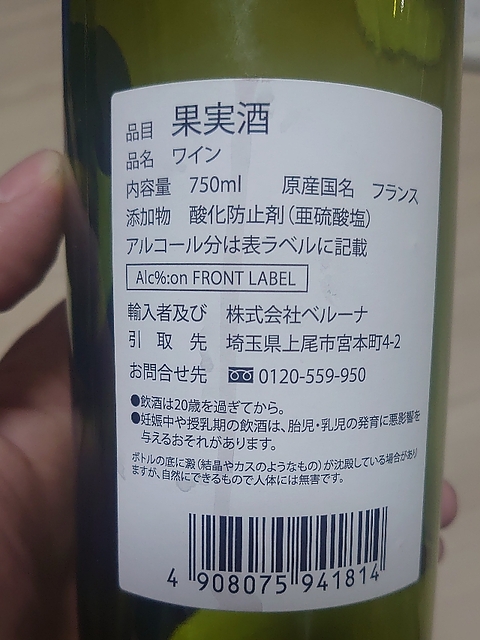 品目 果実酒
品名 ワイン
内容量 750ml 原産国名 フランス
添加物 酸化防止剤(亜硫酸塩)
アルコール分は表ラベルに記載
Alc%:on FRONT LABEL
輸入者及び 株式会社ベルーナ
引取先 埼玉県上尾市宮本町4-2
お問合せ先 0120-559-950
●飲酒は20歳を過ぎてから。
●妊娠中や授乳期の飲酒は、胎児・乳児の発育に悪影響を
与えるおそれがあります。
ボトルの底に澱(結晶やカスのようなもの)が沈殿している場合があり
ますが、自然にできるもので人体には無害です。
4 908075 941814